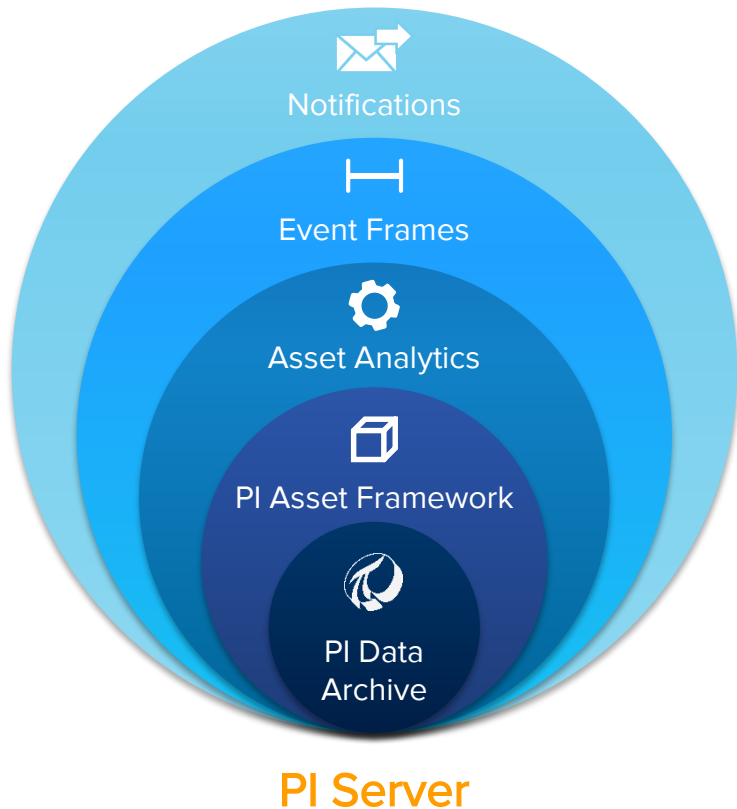 Notifications
Event Frames
Asset Analytics
PI Asset Framework
PI Data
Archive
PI Server